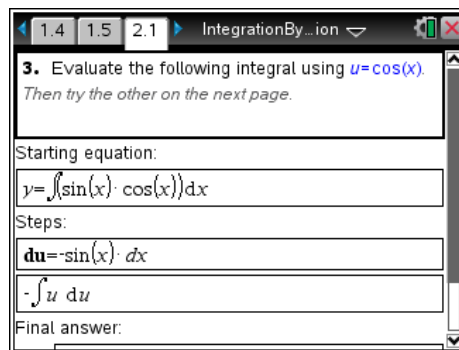 1.4 1.5 2.1 IntegrationBy…ion
3. Evaluate the following integral using u=cos(x).
Then try the other on the next page.
Starting equation:
y=∫(sin(x)· cos(x))dx
Steps:
du=-sin(x)· dx
-∫u du
Final answer: